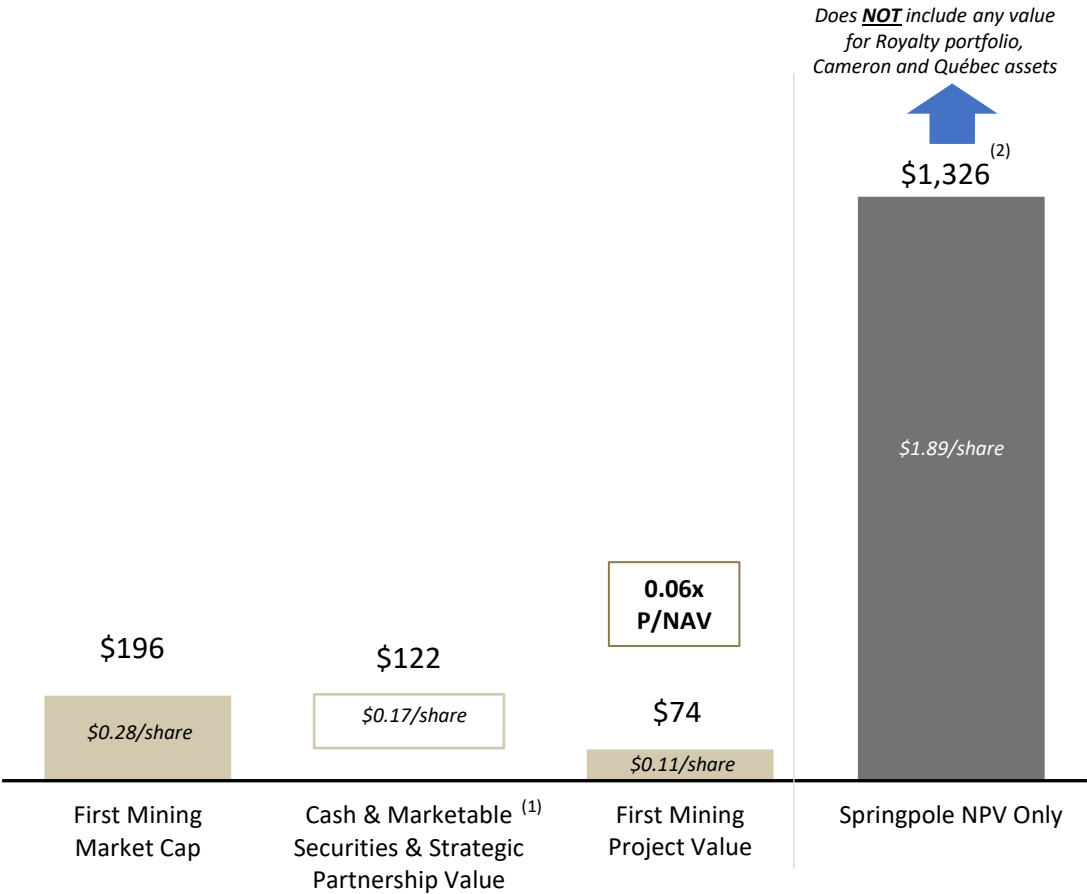 Does NOT include any value
for Royalty portfolio,
Cameron and Québec assets
$1,326 (2)
$1.89/share
0.06x
P/NAV
$196
$122
$74
$0.28/share
$0.17/share
$0.11/share
First Mining
Market Cap
Cash & Marketable (1)
Securities & Strategic
Partnership Value
First Mining
Project Value
Springpole NPV Only